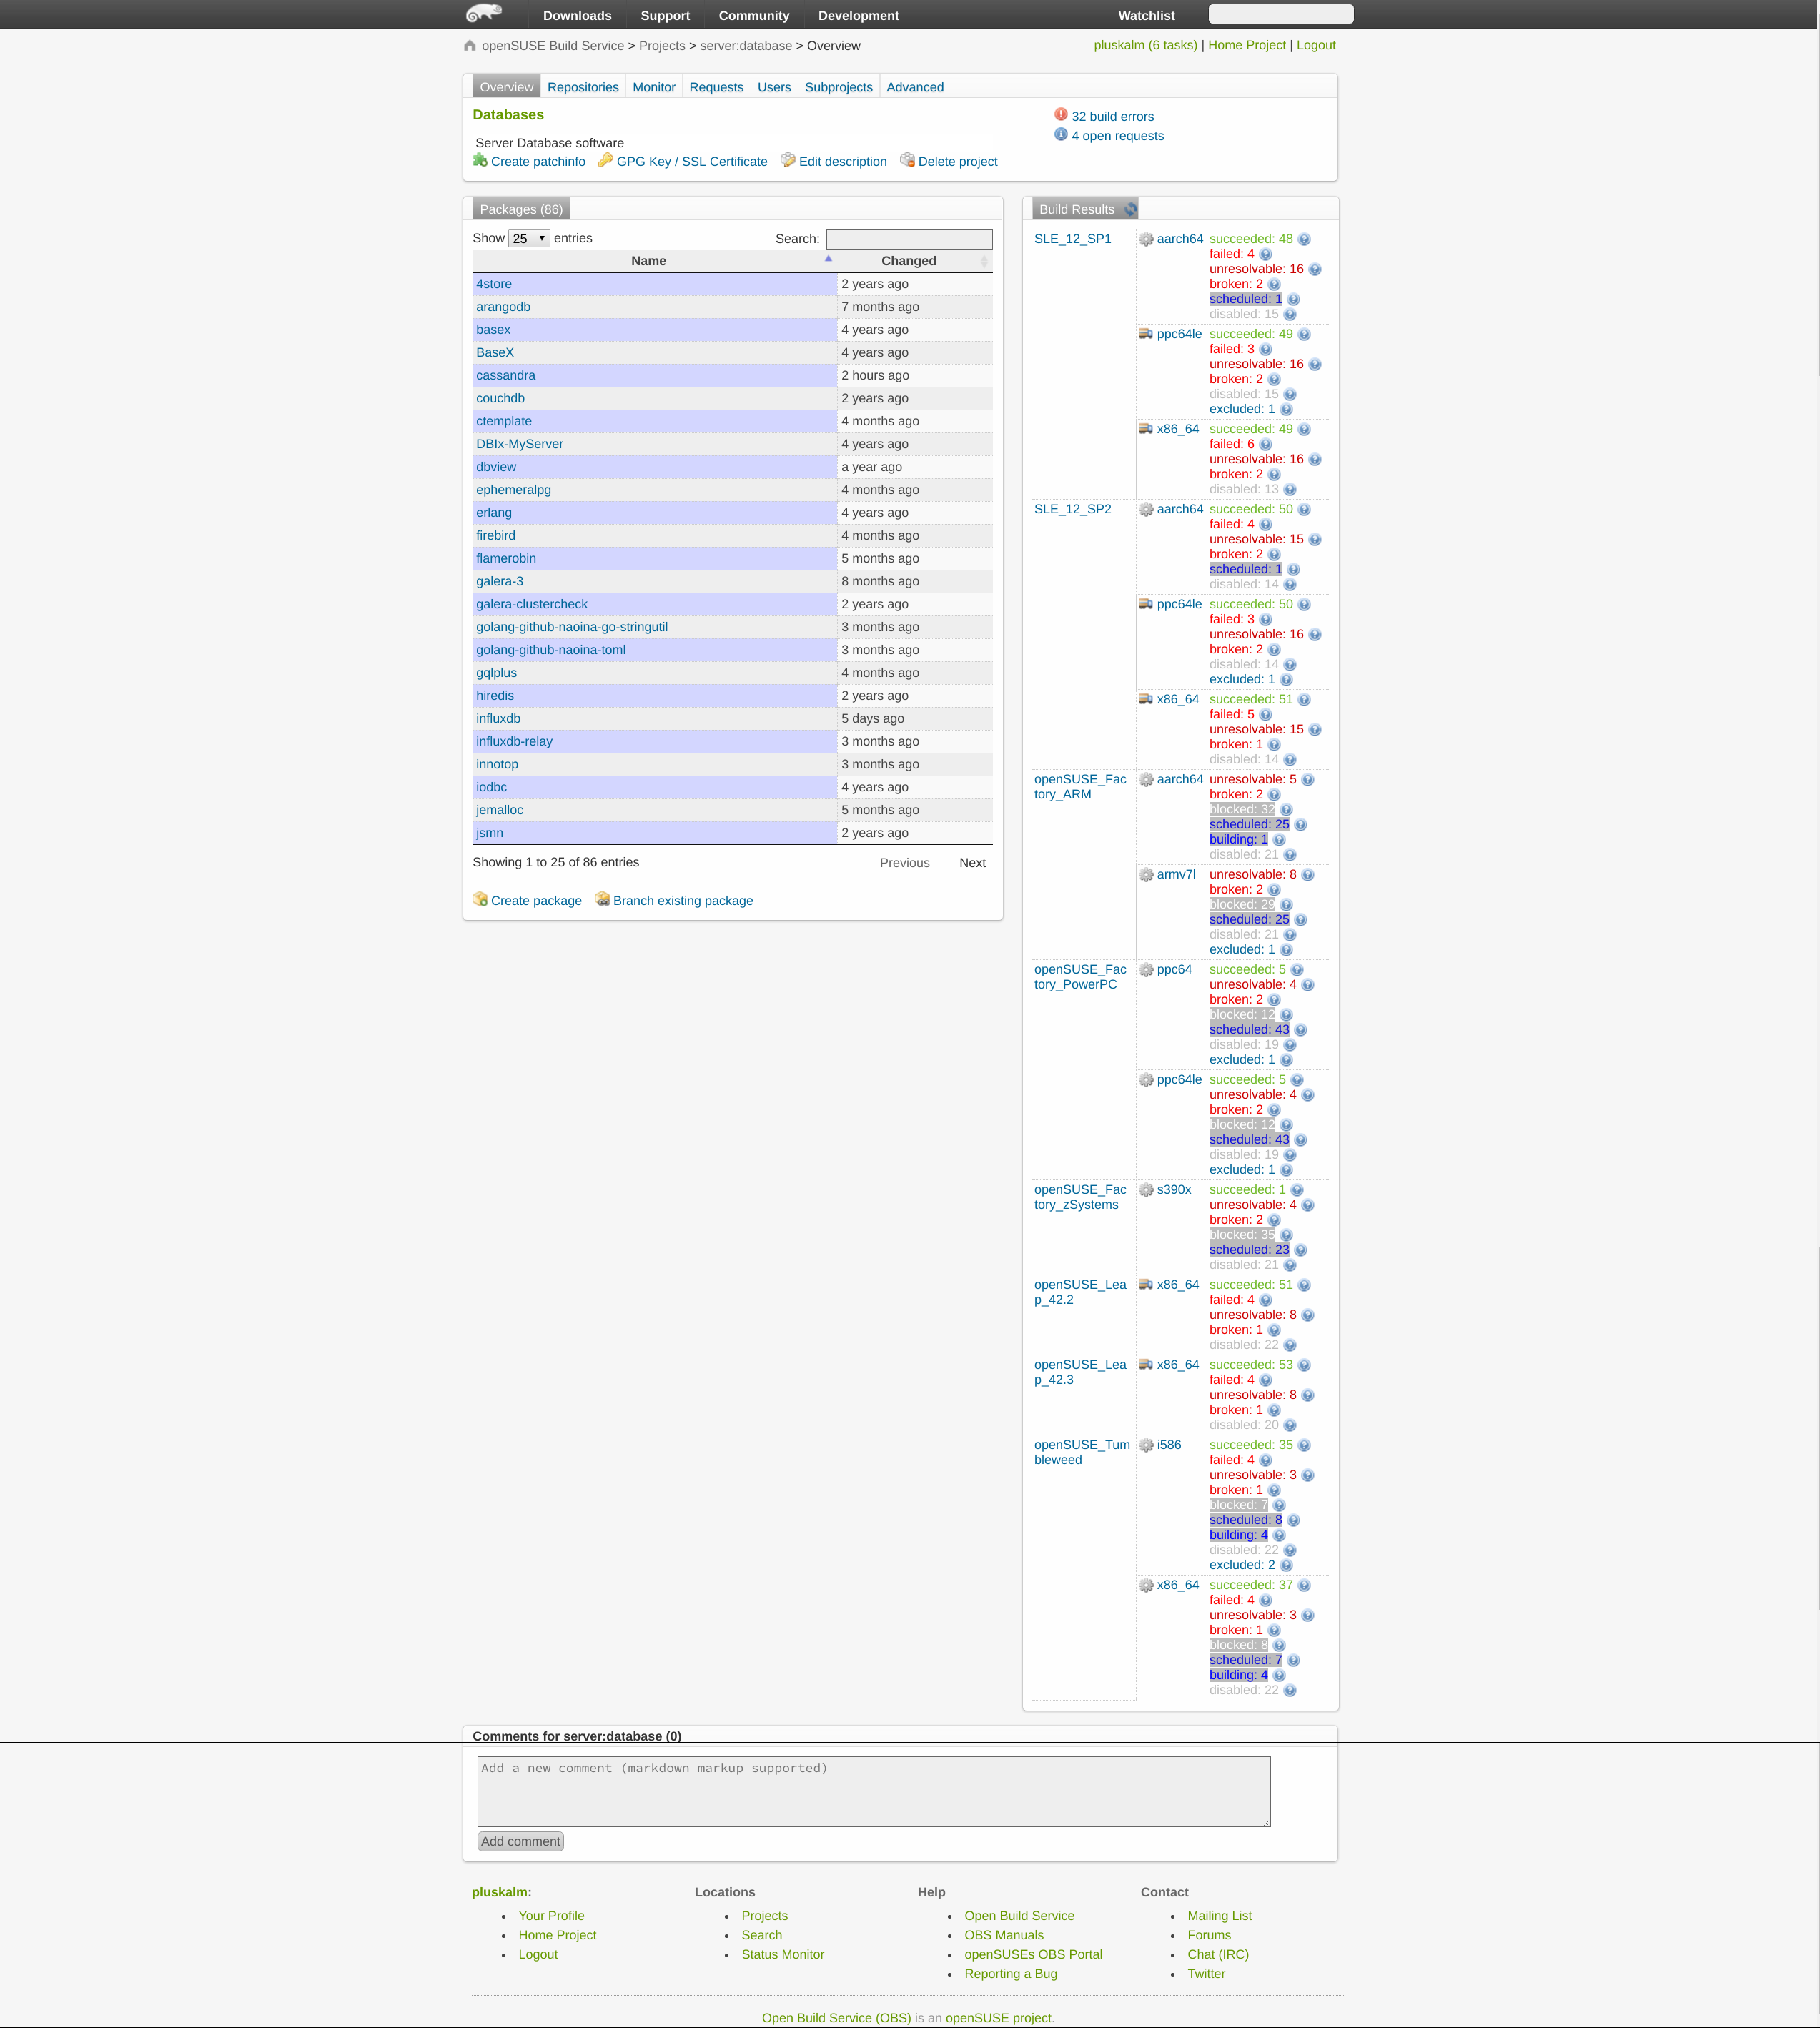 Downloads Support Community Development Watchlist
openSUSE Build Service > Projects > server:database > Overview
pluskalm (6 tasks) | Home Project | Logout
Overview Repositories Monitor Requests Users Subprojects Advanced
Databases
Server Database software
Create patchinfo GPG Key / SSL Certificate Edit description Delete project
32 build errors
4 open requests
Packages (86)
Show 25 entries Search:
Name Changed
4store 2 years ago
arangodb 7 months ago
basex 4 years ago
BaseX 4 years ago
cassandra 2 hours ago
couchdb 2 years ago
ctemplate 4 months ago
DBIx-MyServer 4 years ago
dbview a year ago
ephemeralpg 4 months ago
erlang 4 years ago
firebird 4 months ago
flamerobin 5 months ago
galera-3 8 months ago
galera-clustercheck 2 years ago
golang-github-naoina-go-stringutil 3 months ago
golang-github-naoina-toml 3 months ago
gqlplus 4 months ago
hiredis 2 years ago
influxdb 5 days ago
influxdb-relay 3 months ago
innotop 3 months ago
iodbc 4 years ago
jemalloc 5 months ago
jsmn 2 years ago
Showing 1 to 25 of 86 entries Previous Next
Create package Branch existing package
Build Results
SLE_12_SP1 aarch64 succeeded: 48
failed: 4
unresolvable: 16
broken: 2
scheduled: 1
disabled: 15
ppc64le succeeded: 49
failed: 3
unresolvable: 16
broken: 2
disabled: 15
excluded: 1
x86_64 succeeded: 49
failed: 6
unresolvable: 16
broken: 2
disabled: 13
SLE_12_SP2 aarch64 succeeded: 50
failed: 4
unresolvable: 15
broken: 2
scheduled: 1
disabled: 14
ppc64le succeeded: 50
failed: 3
unresolvable: 16
broken: 2
disabled: 14
excluded: 1
x86_64 succeeded: 51
failed: 5
unresolvable: 15
broken: 1
disabled: 14
openSUSE_Fac aarch64 unresolvable: 5
tory_ARM broken: 2
blocked: 32
scheduled: 25
building: 1
disabled: 21
armv7l unresolvable: 8
broken: 2
blocked: 29
scheduled: 25
disabled: 21
excluded: 1
openSUSE_Fac ppc64 succeeded: 5
tory_PowerPC unresolvable: 4
broken: 2
blocked: 12
scheduled: 43
disabled: 19
excluded: 1
ppc64le succeeded: 5
unresolvable: 4
broken: 2
blocked: 12
scheduled: 43
disabled: 19
excluded: 1
openSUSE_Fac s390x succeeded: 1
tory_zSystems unresolvable: 4
broken: 2
blocked: 35
scheduled: 23
disabled: 21
openSUSE_Lea x86_64 succeeded: 51
p_42.2 failed: 4
unresolvable: 8
broken: 1
disabled: 22
openSUSE_Lea x86_64 succeeded: 53
p_42.3 failed: 4
unresolvable: 8
broken: 1
disabled: 20
openSUSE_Tum i586 succeeded: 35
bleweed failed: 4
unresolvable: 3
broken: 1
blocked: 7
scheduled: 8
building: 4
disabled: 22
excluded: 2
x86_64 succeeded: 37
failed: 4
unresolvable: 3
broken: 1
blocked: 8
scheduled: 7
building: 4
disabled: 22
Comments for server:database (0)
Add a new comment (markdown markup supported)
Add comment
pluskalm:
Your Profile
Home Project
Logout
Locations
Projects
Search
Status Monitor
Help
Open Build Service
OBS Manuals
openSUSEs OBS Portal
Reporting a Bug
Contact
Mailing List
Forums
Chat (IRC)
Twitter
Open Build Service (OBS) is an openSUSE project.